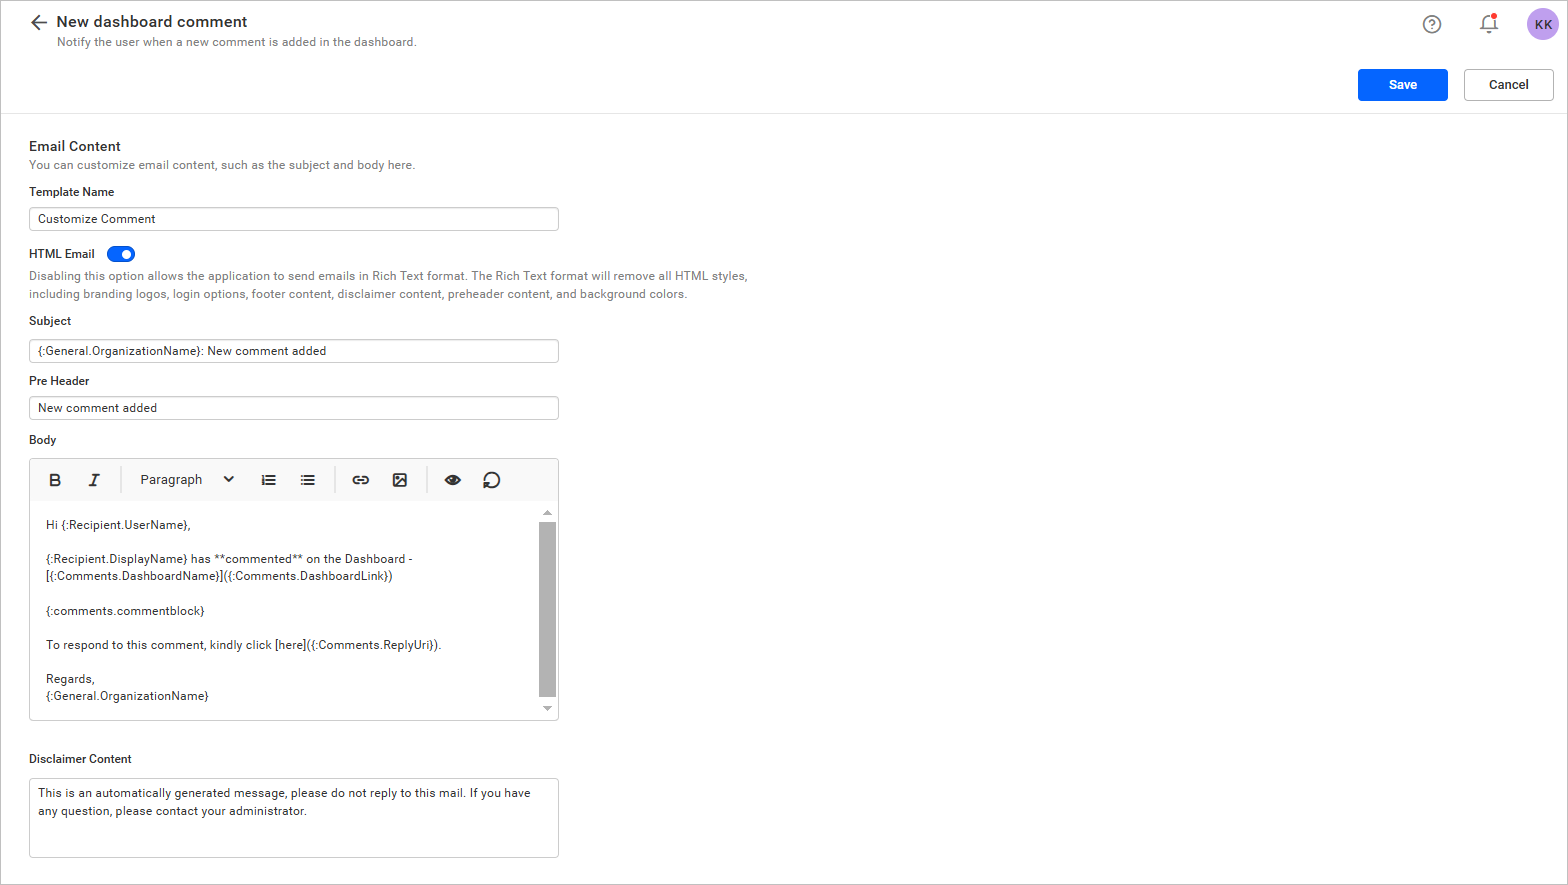 New dashboard comment
Notify the user when a new comment is added in the dashboard.
KK
Save
Cancel
Email Content
You can customize email content, such as the subject and body here.
Template Name
Customize Comment
HTML Email
Disabling this option allows the application to send emails in Rich Text format. The Rich Text format will remove all HTML styles,
including branding logos, login options, footer content, disclaimer content, preheader content, and background colors.
Subject
{:General.OrganizationName}: New comment added
Pre Header
New comment added
Body
B I Paragraph
Hi {:Recipient.UserName},
{:Recipient.DisplayName} has **commented** on the Dashboard -
[{:Comments.DashboardName}]({:Comments.DashboardLink})
{:comments.commentblock}
To respond to this comment, kindly click [here]({:Comments.ReplyUri}).
Regards,
{:General.OrganizationName}
Disclaimer Content
This is an automatically generated message, please do not reply to this mail. If you have
any question, please contact your administrator.